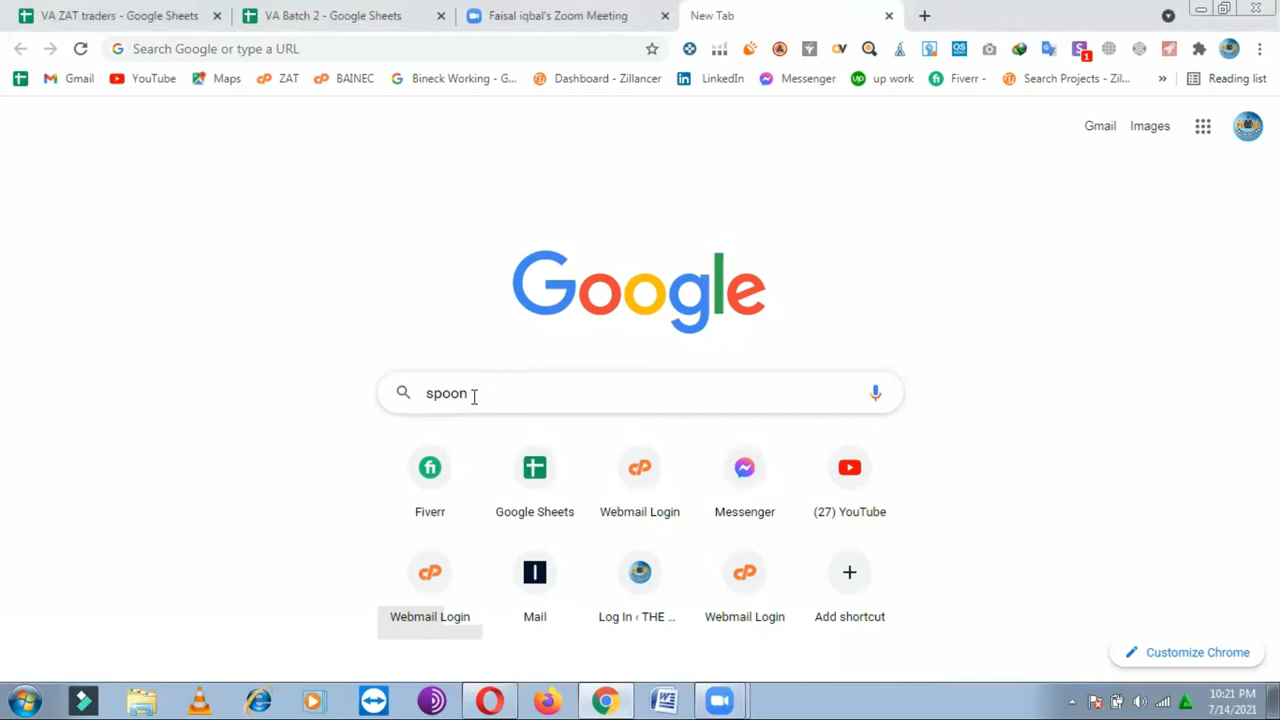 VA ZAT traders - Google Sheets
VA Batch 2 - Google Sheets
Faisal iqbal's Zoom Meeting
New Tab
Search Google or type a URL
Gmail
YouTube
Maps
ZAT
BAINEC
Bineck Working - G...
Dashboard - Zillancer
LinkedIn
Messenger
up work
Fiverr -
Search Projects - Zil...
Reading list
Gmail
Images
Google
spoon
Fiverr
Google Sheets
Webmail Login
Messenger
(27) YouTube
Webmail Login
Mail
Log In ‹ THE ...
Webmail Login
Add shortcut
Customize Chrome
10:21 PM
7/14/2021